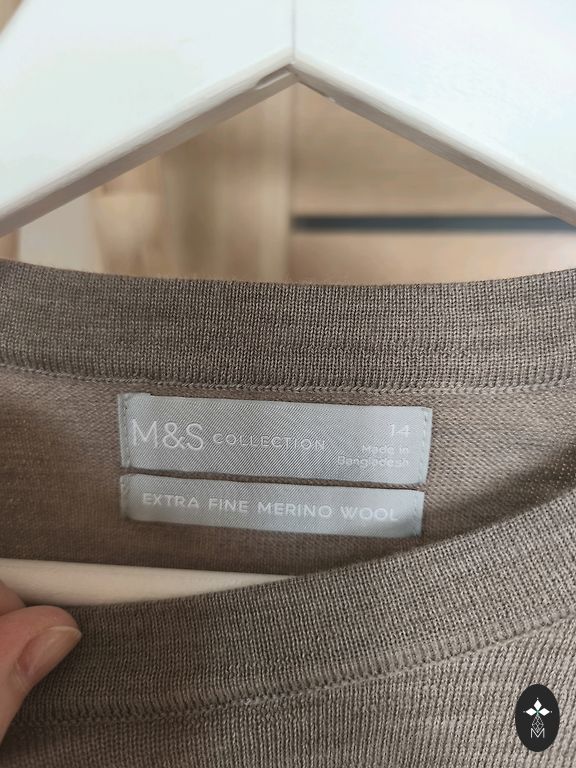 M&S COLLECTION
14
Made in
Bangladesh
EXTRA FINE MERINO WOOL
M